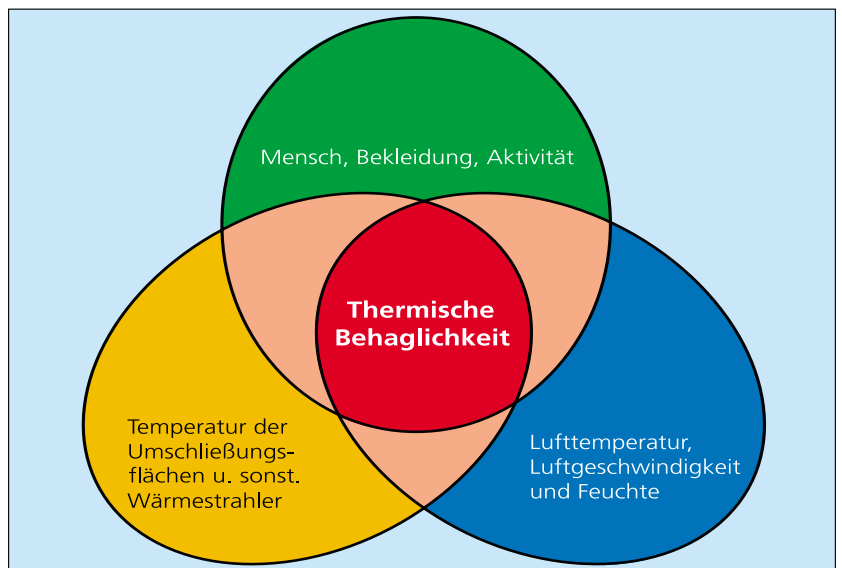 Mensch, Bekleidung, Aktivität
Thermische
Behaglichkeit
Temperatur der
Umschließungs-
flächen u. sonst.
Wärmestrahler
Lufttemperatur,
Luftgeschwindigkeit
und Feuchte